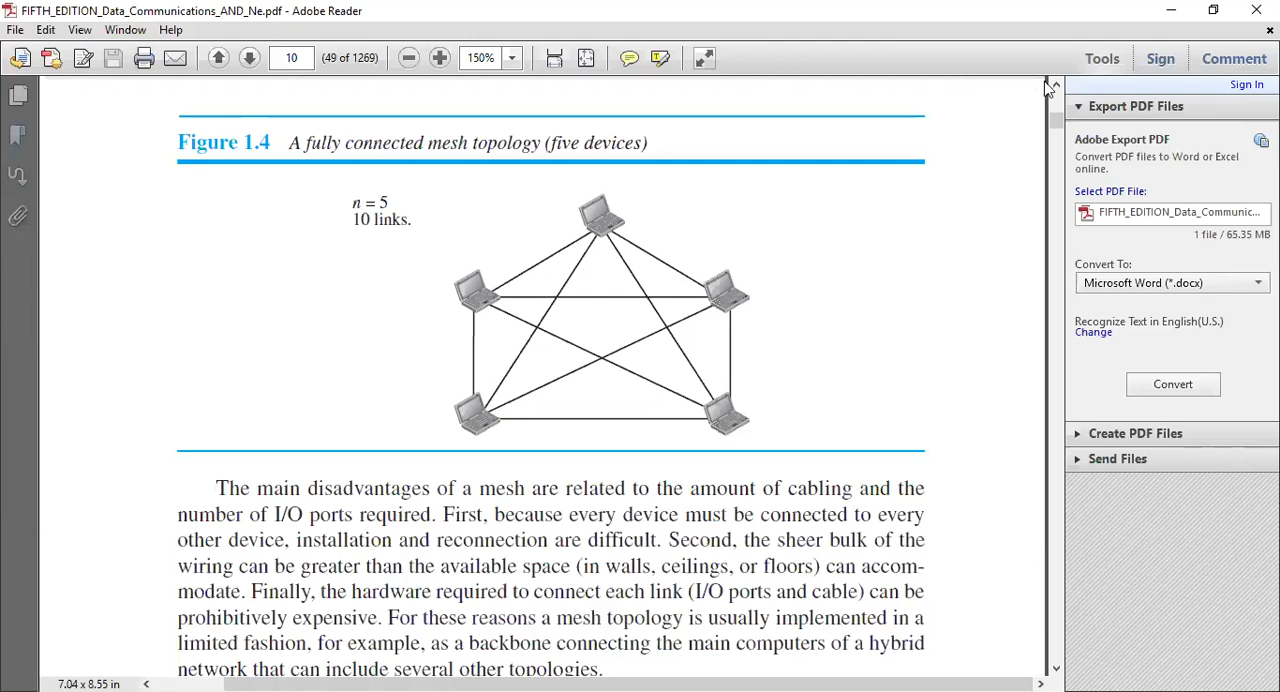 FIFTH_EDITION_Data_Communications_AND_Ne.pdf - Adobe Reader
File Edit View Window Help
10 (49 of 1269) 150% Tools Sign Comment
Sign In
Figure 1.4 A fully connected mesh topology (five devices)
n = 5
10 links.
The main disadvantages of a mesh are related to the amount of cabling and the
number of I/O ports required. First, because every device must be connected to every
other device, installation and reconnection are difficult. Second, the sheer bulk of the
wiring can be greater than the available space (in walls, ceilings, or floors) can accom-
modate. Finally, the hardware required to connect each link (I/O ports and cable) can be
prohibitively expensive. For these reasons a mesh topology is usually implemented in a
limited fashion, for example, as a backbone connecting the main computers of a hybrid
network that can include several other topologies.
7.04 x 8.55 in
Export PDF Files
Adobe Export PDF
Convert PDF files to Word or Excel
online.
Select PDF File:
FIFTH_EDITION_Data_Communic...
1 file / 65.35 MB
Convert To:
Microsoft Word (*.docx)
Recognize Text in English(U.S.)
Change
Convert
Create PDF Files
Send Files